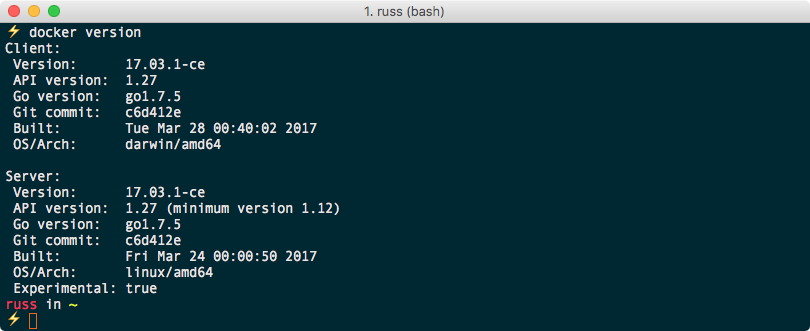 1. russ (bash)
⚡ docker version
Client:
 Version:      17.03.1-ce
 API version:  1.27
 Go version:   go1.7.5
 Git commit:   c6d412e
 Built:        Tue Mar 28 00:40:02 2017
 OS/Arch:      darwin/amd64

Server:
 Version:      17.03.1-ce
 API version:  1.27 (minimum version 1.12)
 Go version:   go1.7.5
 Git commit:   c6d412e
 Built:        Fri Mar 24 00:00:50 2017
 OS/Arch:      linux/amd64
 Experimental: true
russ in ~
⚡